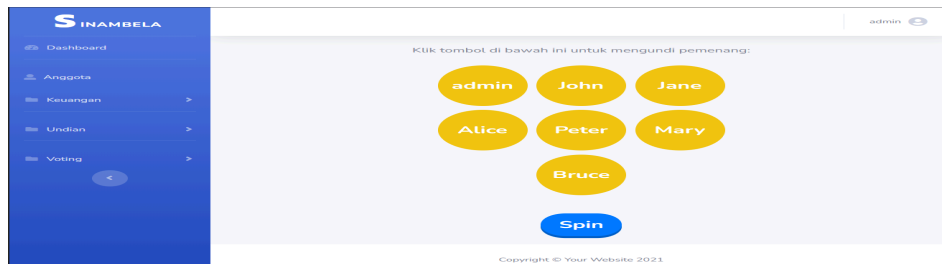 SINAMBELA
admin
Dashboard
Anggota
Keuangan >
Undian >
Voting >
<
Klik tombol di bawah ini untuk mengundi pemenang:
admin John Jane
Alice Peter Mary
Bruce
Spin
Copyright © Your Website 2021